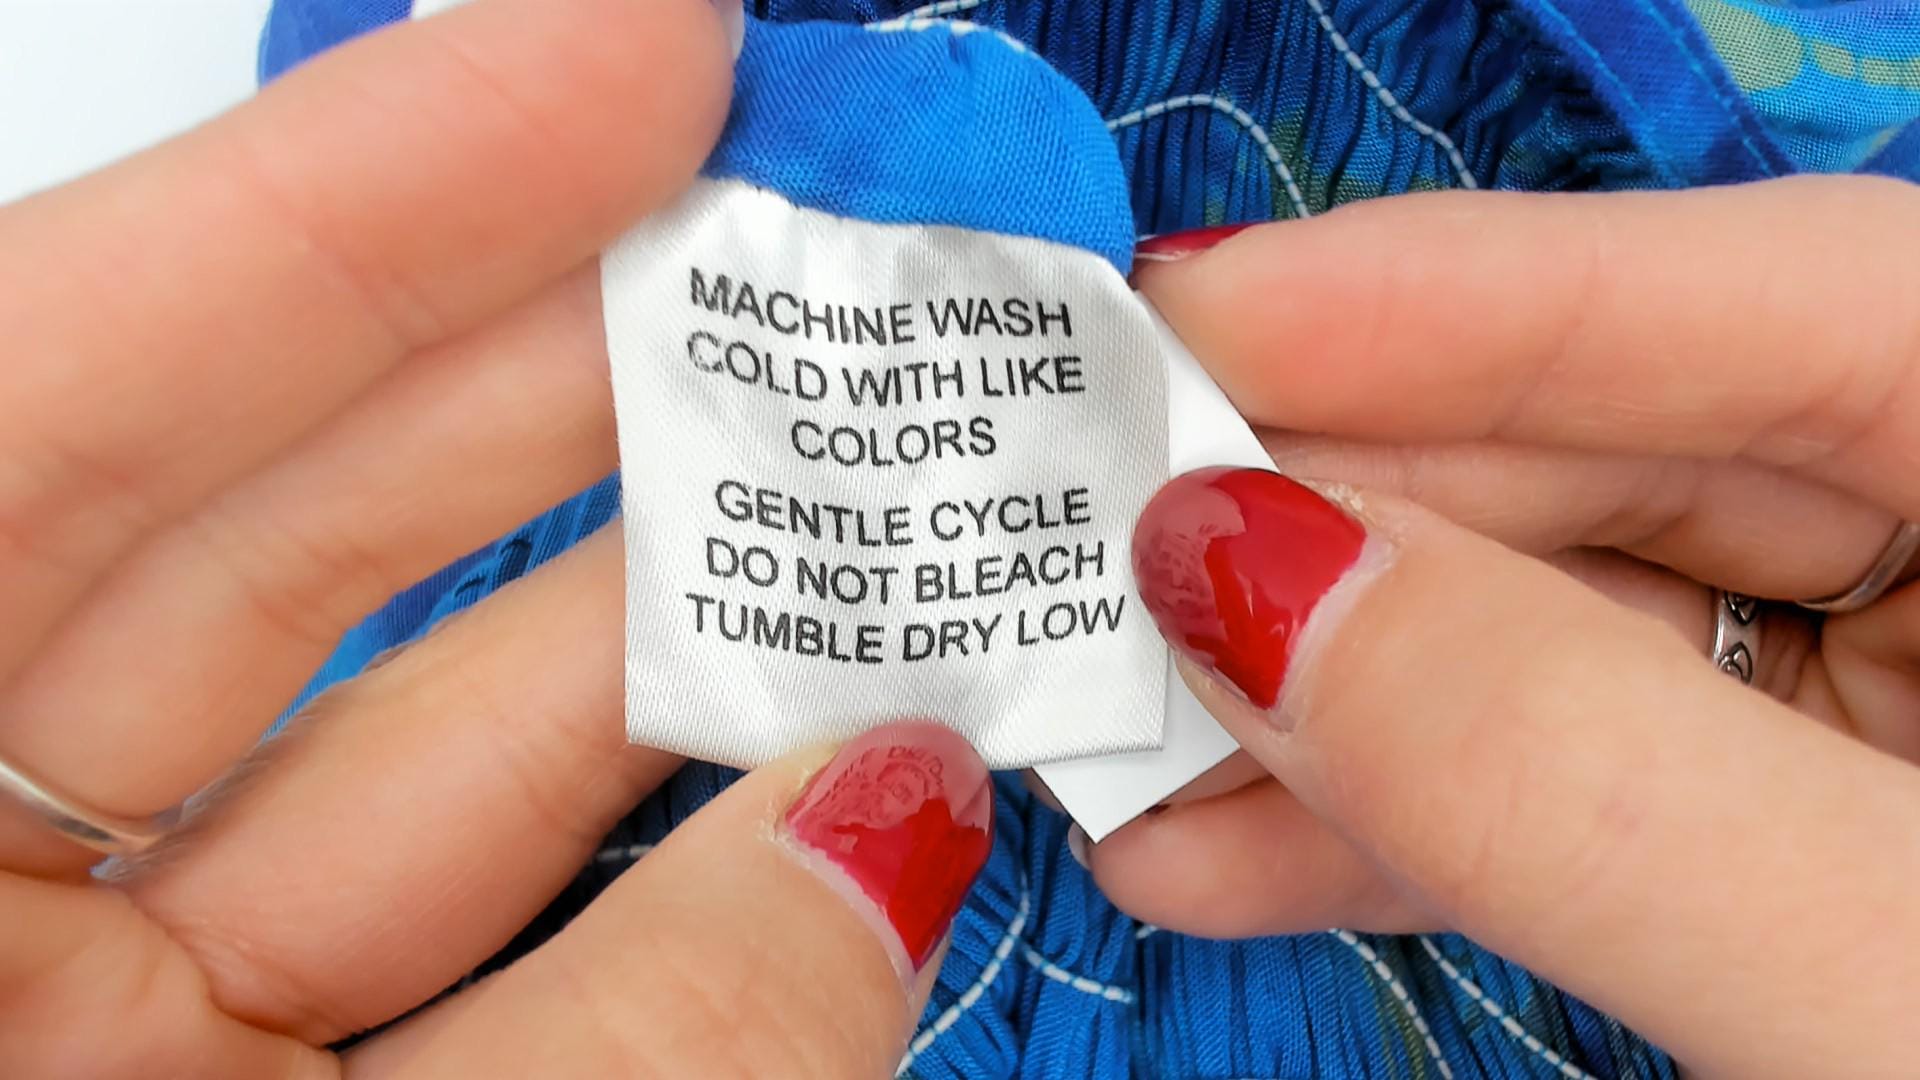 MACHINE WASH
COLD WITH LIKE
COLORS
GENTLE CYCLE
DO NOT BLEACH
TUMBLE DRY LOW